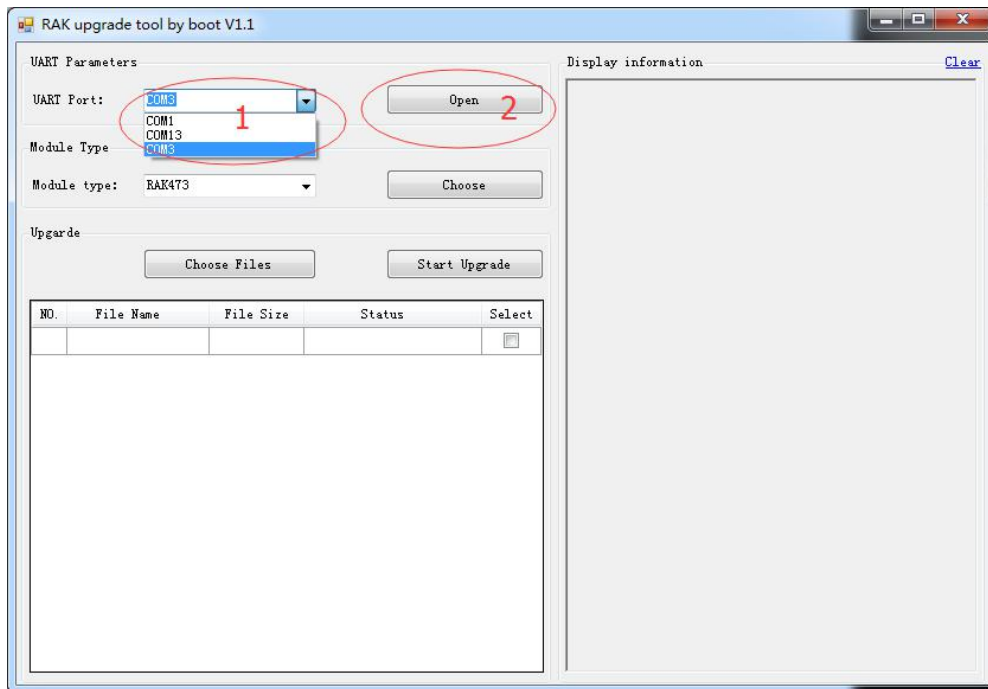 RAK upgrade tool by boot V1.1
UART Parameters
UART Port:
COM3
Open
2
1
COM1
COM13
COM3
Module Type
Module type:
RAK473
Choose
Upgarde
Choose Files
Start Upgrade
NO. File Name File Size Status Select
Display information
Clear